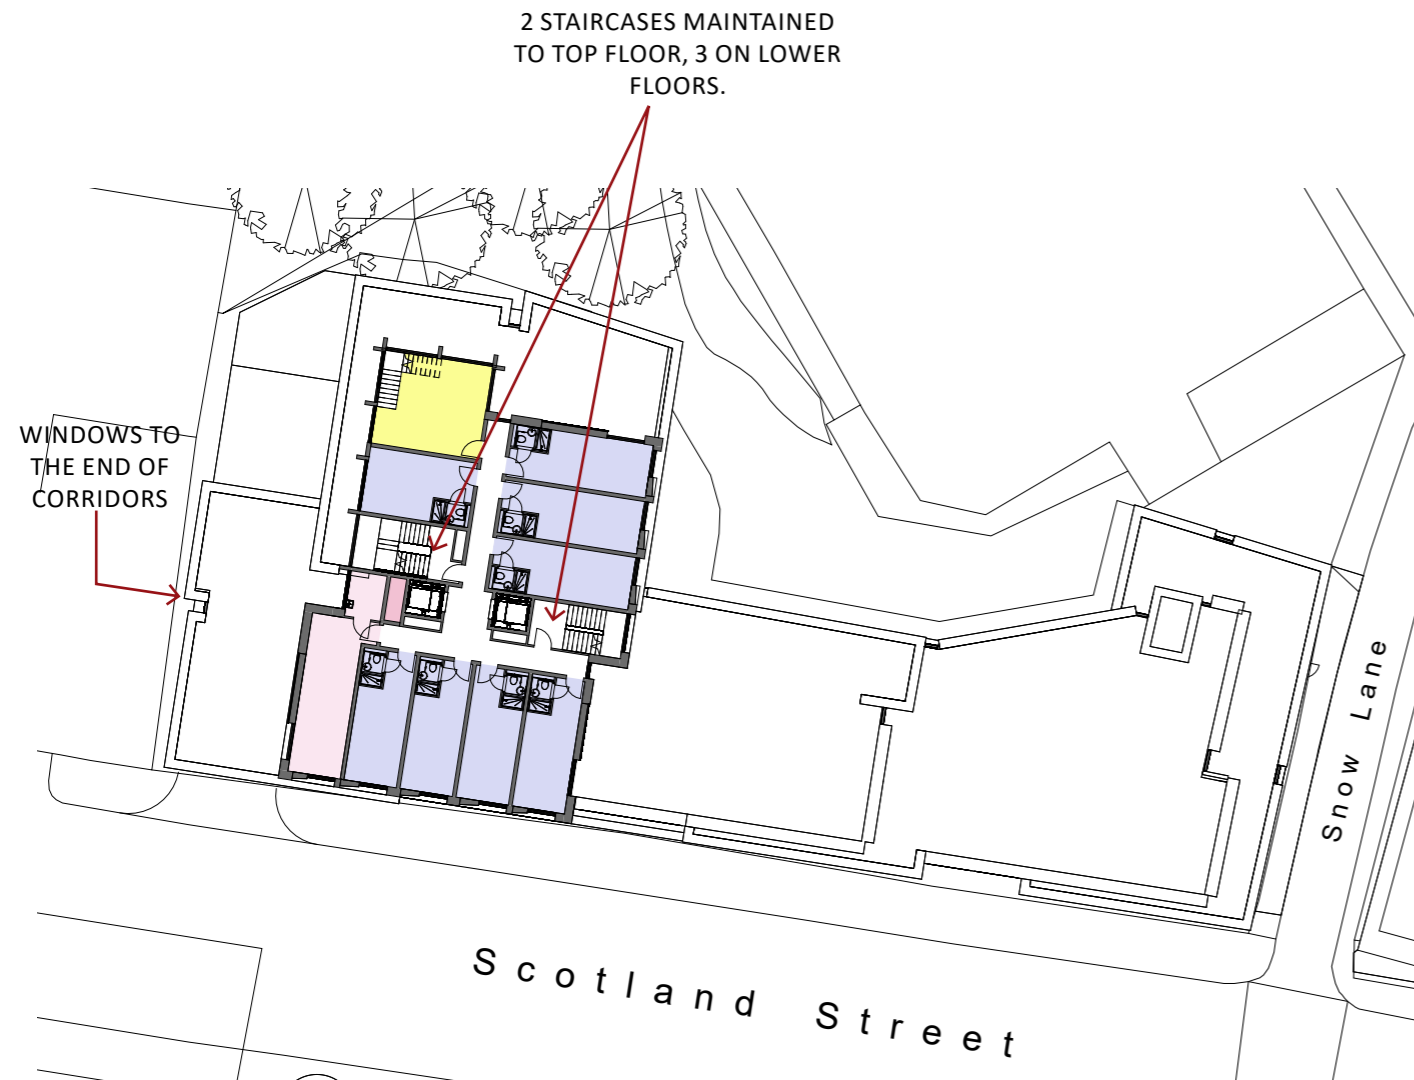 2 STAIRCASES MAINTAINED
TO TOP FLOOR, 3 ON LOWER
FLOORS.
WINDOWS TO
THE END OF
CORRIDORS
Snow Lane
Scotland Street